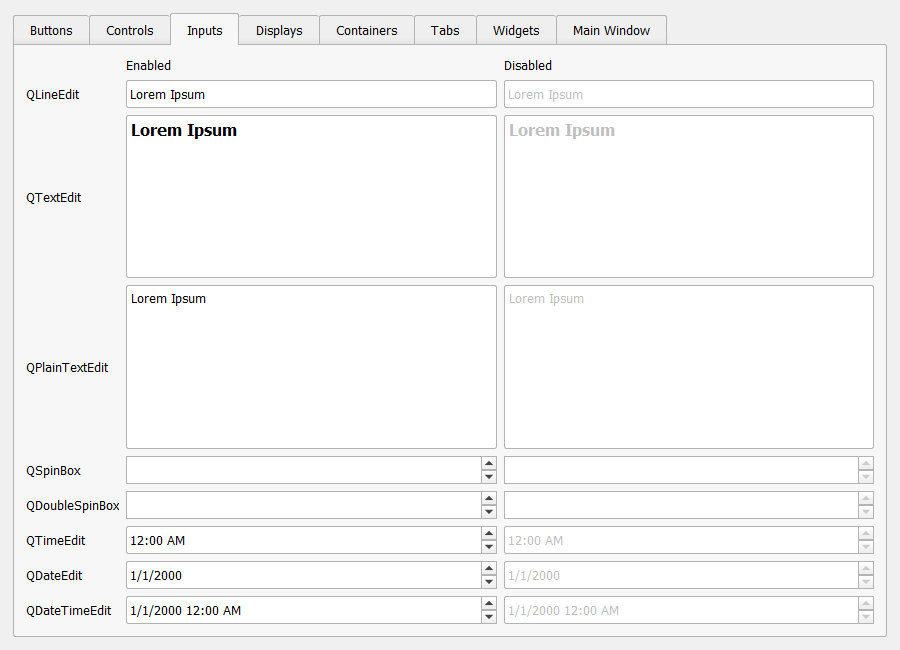 Buttons Controls Inputs Displays Containers Tabs Widgets Main Window
Enabled Disabled
QLineEdit Lorem Ipsum Lorem Ipsum
Lorem Ipsum Lorem Ipsum
QTextEdit
Lorem Ipsum Lorem Ipsum
QPlainTextEdit
QSpinBox
QDoubleSpinBox
QTimeEdit 12:00 AM 12:00 AM
QDateEdit 1/1/2000 1/1/2000
QDateTimeEdit 1/1/2000 12:00 AM 1/1/2000 12:00 AM